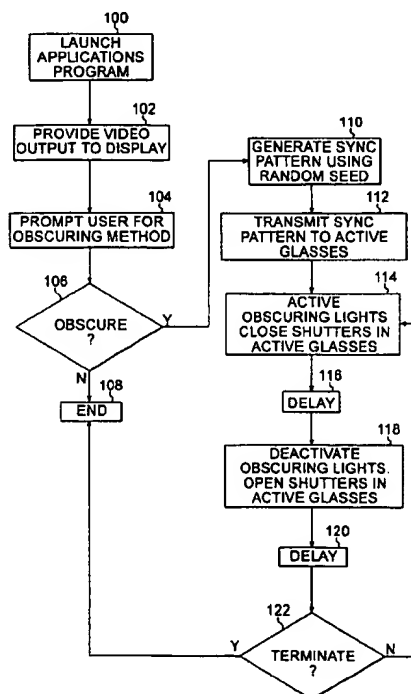 100
LAUNCH
APPLICATIONS
PROGRAM
102
PROVIDE VIDEO
OUTPUT TO DISPLAY
104
PROMPT USER FOR
OBSCURING METHOD
106
OBSCURE
?
Y
N
108
END
110
GENERATE SYNC
PATTERN USING
RANDOM SEED
112
TRANSMIT SYNC
PATTERN TO ACTIVE
GLASSES
114
ACTIVE
OBSCURING LIGHTS
CLOSE SHUTTERS IN
ACTIVE GLASSES
116
DELAY
118
DEACTIVATE
OBSCURING LIGHTS.
OPEN SHUTTERS IN
ACTIVE GLASSES
120
DELAY
122
TERMINATE
?
Y
N